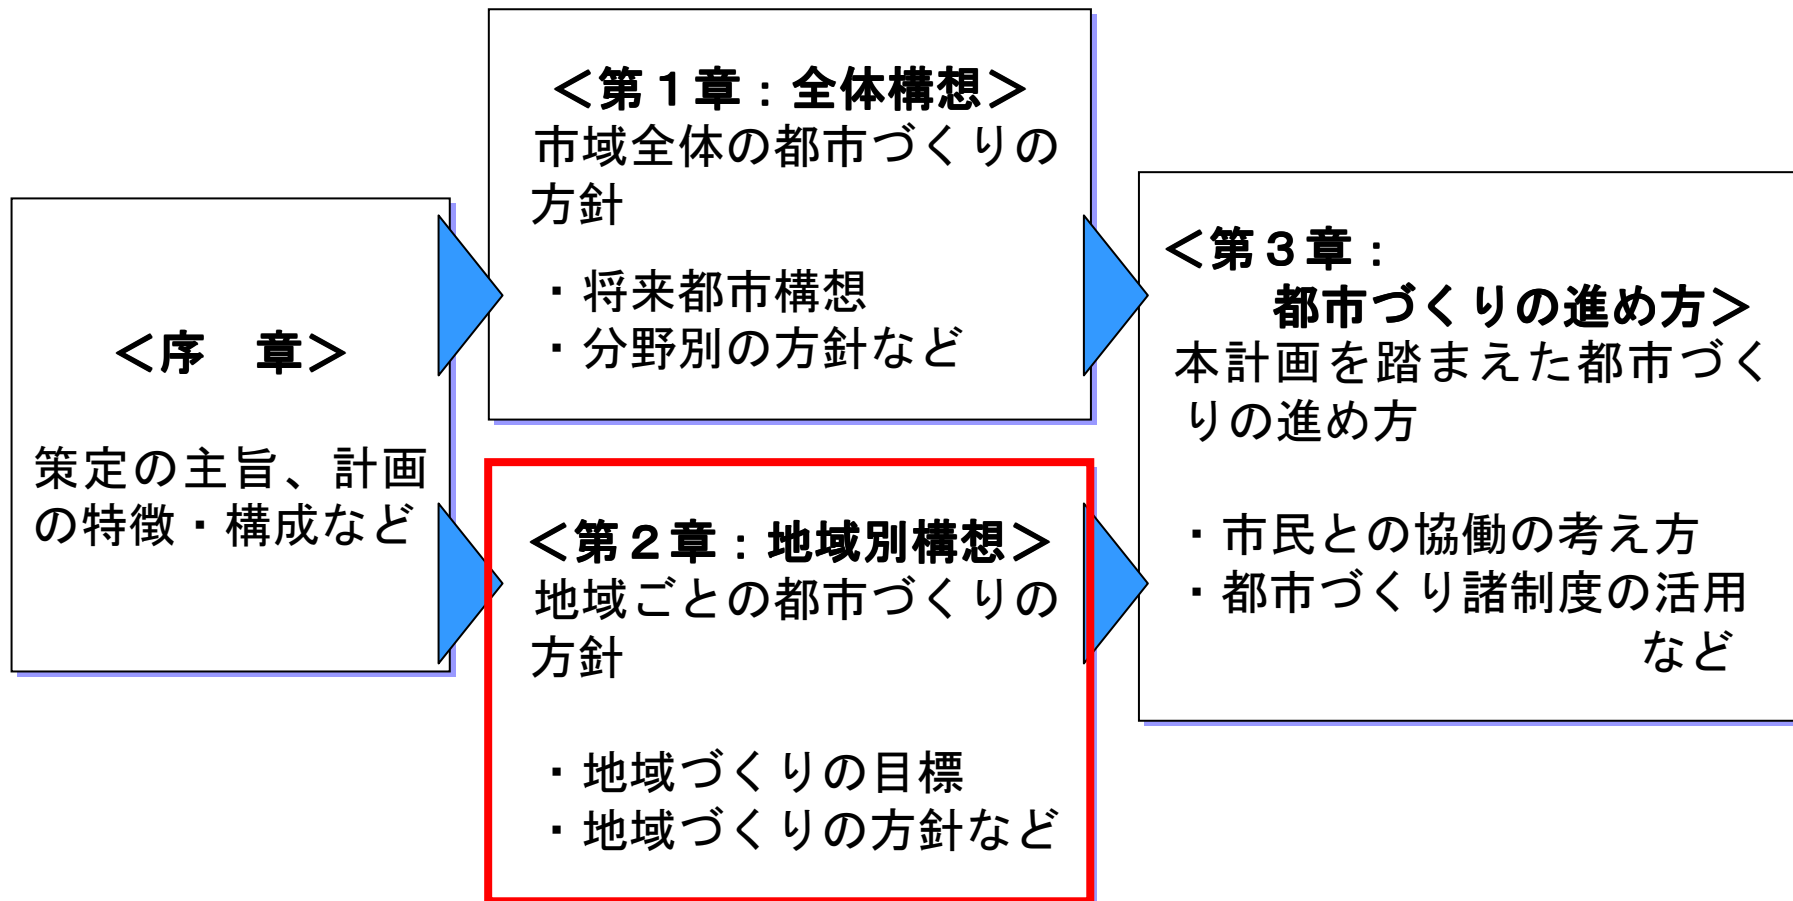 ＜序　章＞
策定の主旨、計画
の特徴・構成など
＜第１章：全体構想＞
市域全体の都市づくりの
方針
・将来都市構想
・分野別の方針など
＜第２章：地域別構想＞
地域ごとの都市づくりの
方針
・地域づくりの目標
・地域づくりの方針など
＜第３章：
都市づくりの進め方＞
本計画を踏まえた都市づく
りの進め方
・市民との協働の考え方
・都市づくり諸制度の活用
など